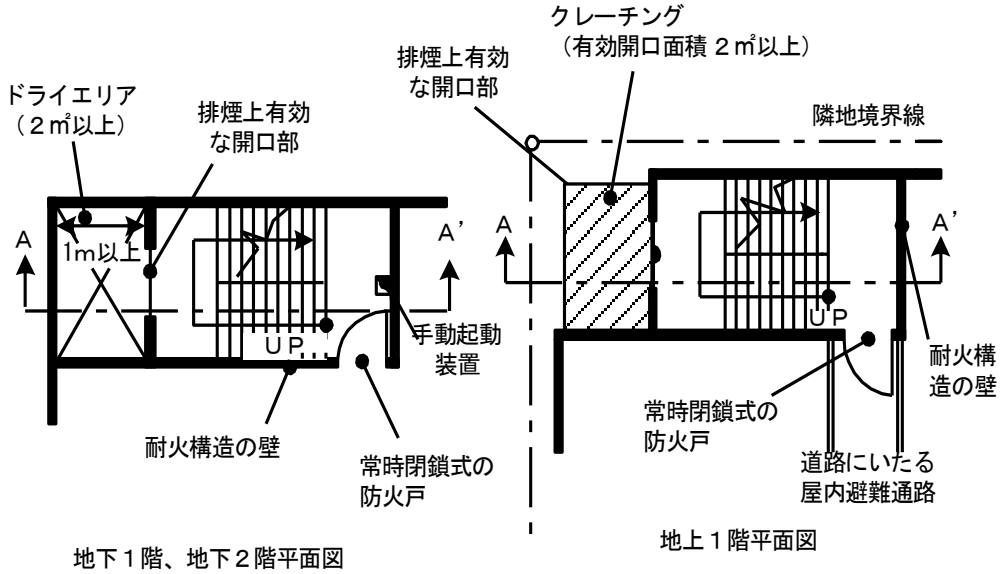 クレーチング
（有効開口面積２㎡以上）
排煙上有効
な開口部
ドライエリア
（２㎡以上）
排煙上有効
な開口部
隣地境界線
A
1m以上
A’
A
A’
UP
手動起動
装置
UP
耐火構
造の壁
耐火構造の壁
常時閉鎖式の
防火戸
常時閉鎖式の
防火戸
道路にいたる
屋内避難通路
地下１階、地下２階平面図
地上１階平面図